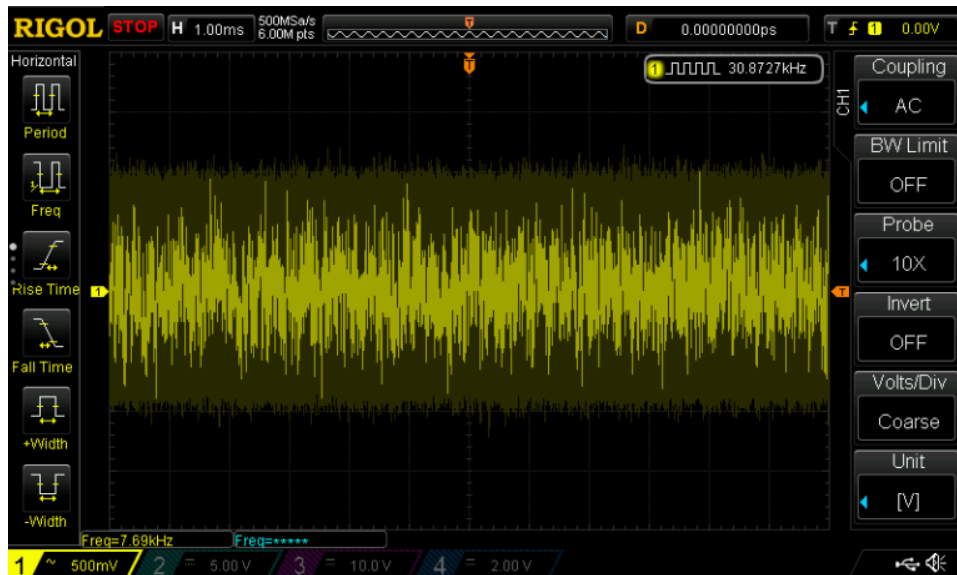 RIGOL STOP H 1.00ms 500MSa/s 6.00M pts D 0.00000000ps T 1 0.00V
Horizontal
Period
Freq
Rise Time
Fall Time
+Width
-Width
T
1 30.8727kHz
1
T
CH1
Coupling
AC
BW Limit
OFF
Probe
10X
Invert
OFF
Volts/Div
Coarse
Unit
[V]
Freq=7.69kHz Freq=*****
1 ~ 500mV 2 = 5.00 V 3 = 10.0 V 4 = 2.00 V